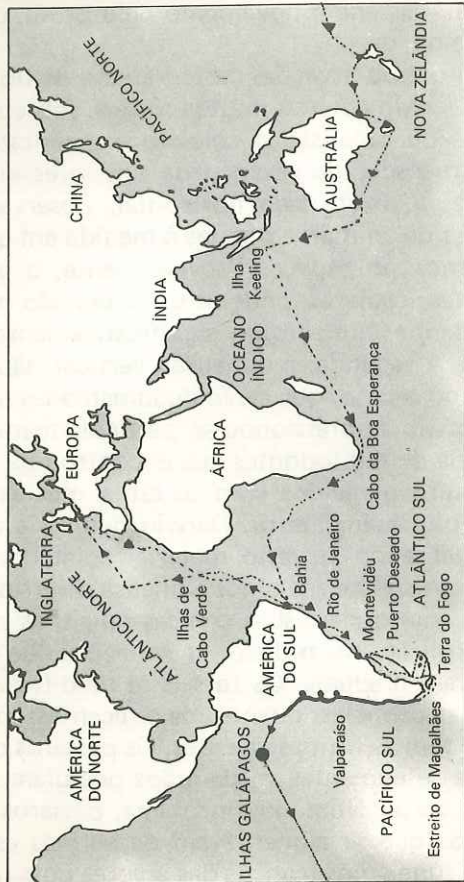 AMÉRICA
DO NORTE
ATLÂNTICO NORTE
INGLATERRA
EUROPA
CHINA
PACÍFICO NORTE
ILHAS GALÁPAGOS
AMÉRICA
DO SUL
Ilhas de
Cabo Verde
ÁFRICA
ÍNDIA
OCEANO
ÍNDICO
Ilha
Keeling
AUSTRÁLIA
Bahia
Rio de Janeiro
Valparaíso
Montevidéu
Puerto Deseado
Cabo da Boa Esperança
NOVA ZELÂNDIA
PACÍFICO SUL
ATLÂNTICO SUL
Estreito de Magalhães
Terra do Fogo